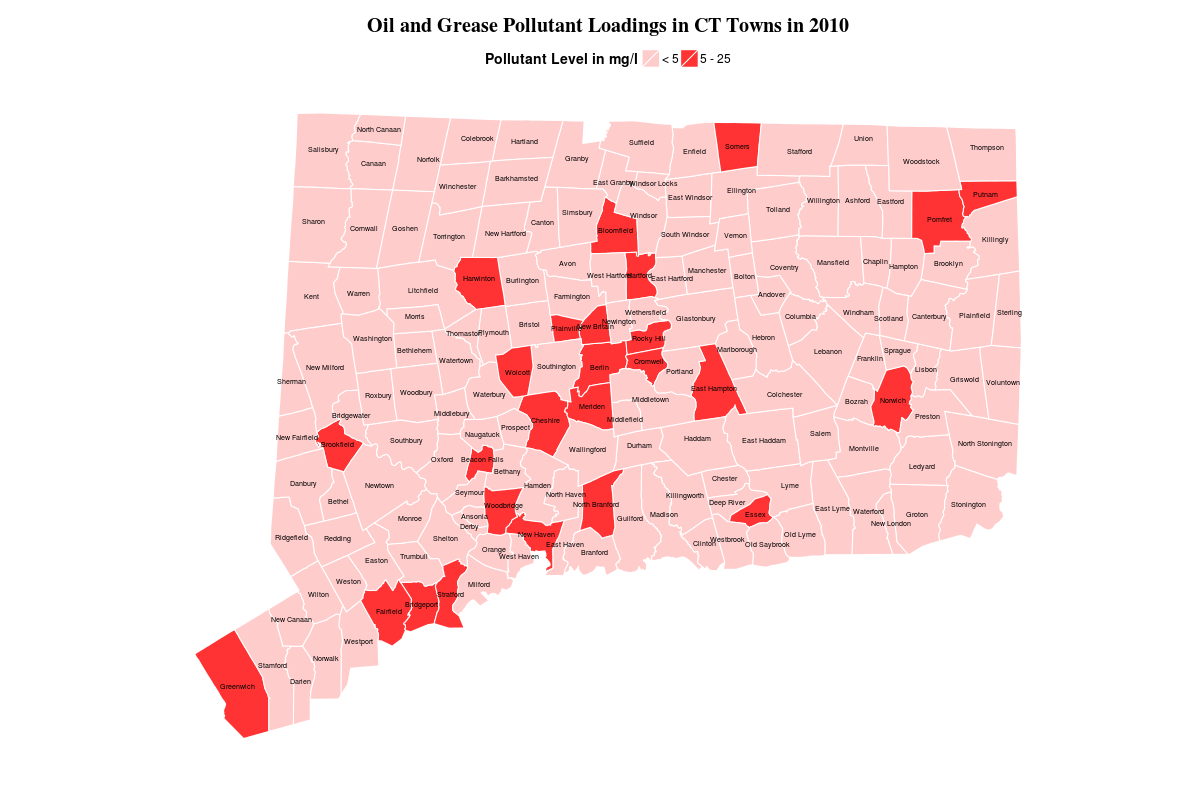 Oil and Grease Pollutant Loadings in CT Towns in 2010
Pollutant Level in mg/l < 5 5 - 25
North Canaan
Colebrook
Hartland
Suffield
Enfield
Somers
Stafford
Union
Woodstock
Thompson
Salisbury
Canaan
Norfolk
Granby
Winchester
Barkhamsted
East Granby
Windsor Locks
East Windsor
Ellington
Tolland
Willington
Ashford
Eastford
Putnam
Sharon
Cornwall
Goshen
Torrington
New Hartford
Canton
Simsbury
Bloomfield
Windsor
South Windsor
Vernon
Pomfret
Killingly
Avon
West Hartford
Hartford
East Hartford
Manchester
Bolton
Coventry
Mansfield
Chaplin
Hampton
Brooklyn
Kent
Warren
Litchfield
Harwinton
Burlington
Farmington
Andover
Morris
Bristol
Plainville
New Britain
Newington
Wethersfield
Glastonbury
Columbia
Windham
Scotland
Canterbury
Plainfield
Sterling
Washington
Bethlehem
Watertown
Thomaston
Plymouth
Rocky Hill
Marlborough
Hebron
Lebanon
Franklin
Sprague
Lisbon
Griswold
Voluntown
Sherman
New Milford
Wolcott
Southington
Berlin
Cromwell
Portland
East Hampton
Colchester
Bozrah
Norwich
Preston
Roxbury
Woodbury
Waterbury
Middlebury
Cheshire
Meriden
Middletown
Middlefield
Bridgewater
New Fairfield
Brookfield
Southbury
Naugatuck
Prospect
Wallingford
Durham
Haddam
East Haddam
Salem
Montville
North Stonington
Oxford
Beacon Falls
Bethany
Ledyard
Danbury
Bethel
Newtown
Seymour
Hamden
North Haven
North Branford
Killingworth
Chester
Deep River
Essex
Lyme
East Lyme
Waterford
New London
Groton
Stonington
Monroe
Ansonia
Derby
Woodbridge
Guilford
Madison
Ridgefield
Redding
Shelton
New Haven
East Haven
Branford
Clinton
Westbrook
Old Saybrook
Old Lyme
Easton
Trumbull
Orange
West Haven
Weston
Wilton
Milford
Stratford
Bridgeport
Fairfield
New Canaan
Westport
Norwalk
Stamford
Darien
Greenwich